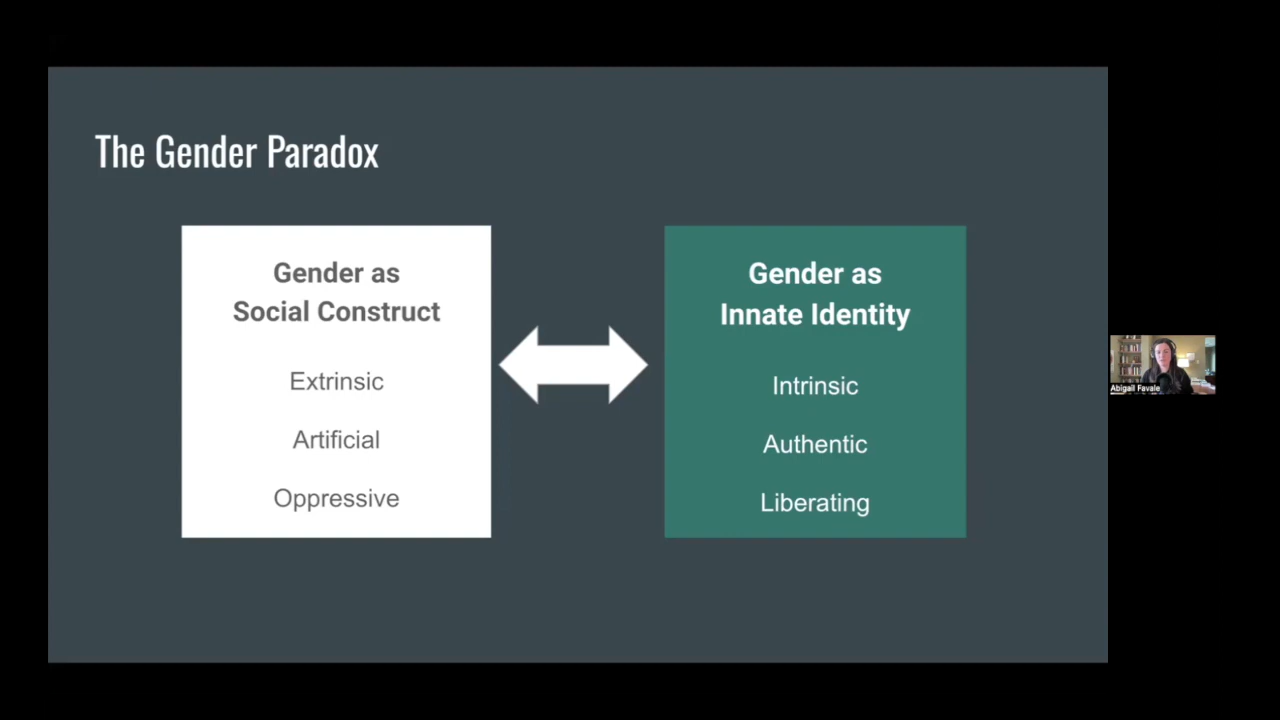 The Gender Paradox
Gender as
Social Construct
Extrinsic
Artificial
Oppressive
Gender as
Innate Identity
Intrinsic
Authentic
Liberating
Abigail Favale